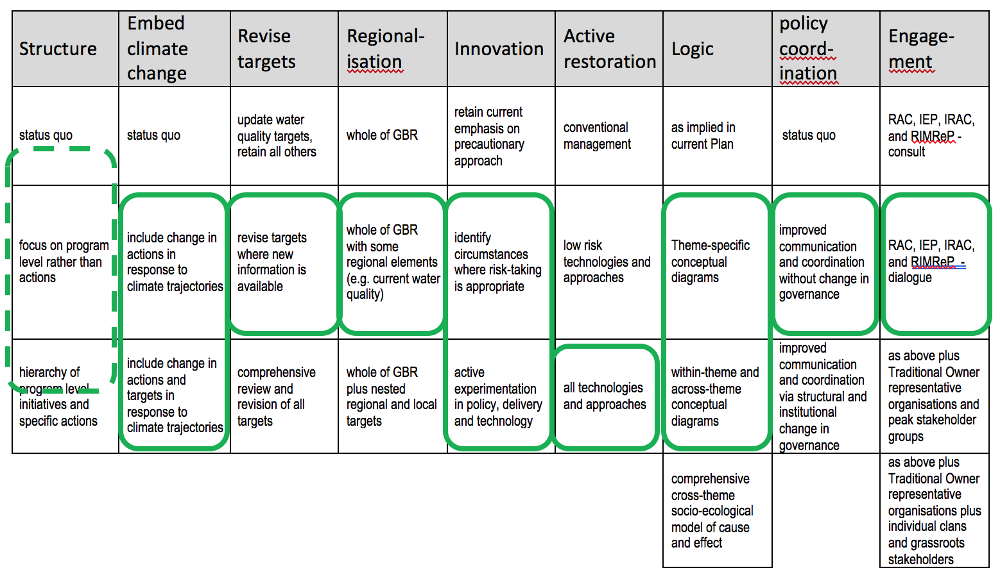 Structure
Embed
climate
change
Revise
targets
Regional-
isation
Innovation
Active
restoration
Logic
policy
coord-
ination
Engage-
ment
status quo
status quo
update water
quality targets,
retain all others
whole of GBR
retain current
emphasis on
precautionary
approach
conventional
management
as implied in
current Plan
status quo
RAC, IEP, IRAC,
and RIMReP -
consult
focus on program
level rather than
actions
include change in
actions in
response to
climate trajectories
revise targets
where new
information is
available
whole of GBR
with some
regional elements
(e.g. current water
quality)
identify
circumstances
where risk-taking
is appropriate
low risk
technologies and
approaches
Theme-specific
conceptual
diagrams
improved
communication
and coordination
without change in
governance
RAC, IEP, IRAC,
and RIMReP -
dialogue
hierarchy of
program level
initiatives and
specific actions
include change in
actions and
targets in
response to
climate trajectories
comprehensive
review and
revision of all
targets
whole of GBR
plus nested
regional and local
targets
active
experimentation
in policy, delivery
and technology
all technologies
and approaches
within-theme and
across-theme
conceptual
diagrams
improved
communication
and coordination
via structural and
institutional
change in
governance
as above plus
Traditional Owner
representative
organisations and
peak stakeholder
groups
comprehensive
cross-theme
socio-ecological
model of cause
and effect
as above plus
Traditional Owner
representative
organisations plus
individual clans
and grassroots
stakeholders